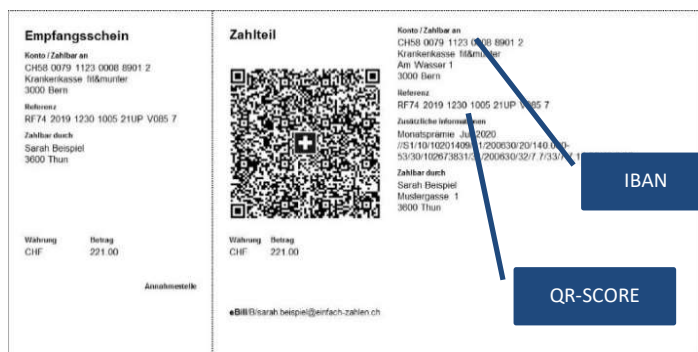 Empfangsschein
Konto / Zahlbar an
CH58 0079 1123 0008 8901 2
Krankenkasse fit&munter
3000 Bern
Referenz
RF74 2019 1230 1005 21UP V085 7
Zahlbar durch
Sarah Beispiel
3600 Thun
Währung Betrag
CHF 221.00
Annahmestelle
Zahlteil
Währung Betrag
CHF 221.00
eBill/B/sarah.beispiel@einfach-zahlen.ch
Konto / Zahlbar an
CH58 0079 1123 0008 8901 2
Krankenkasse fit&munter
Am Wasser 1
3000 Bern
Referenz
RF74 2019 1230 1005 21UP V085 7
Zusätzliche Informationen
Monatsprämie 2020
Zahlbar durch
Sarah Beispiel
Mustergasse 1
3600 Thun
IBAN
QR-SCORE